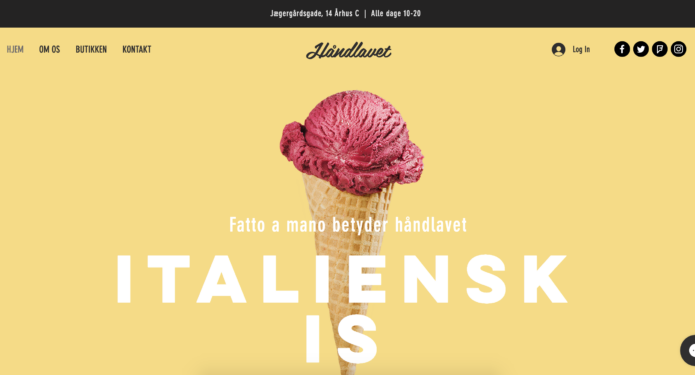 Jægergårdsgade, 14 Århus C | Alle dage 10-20
HJEM OM OS BUTIKKEN KONTAKT Håndlavet Log In
Fatto a mano betyder håndlavet
ITALIENSK
IS